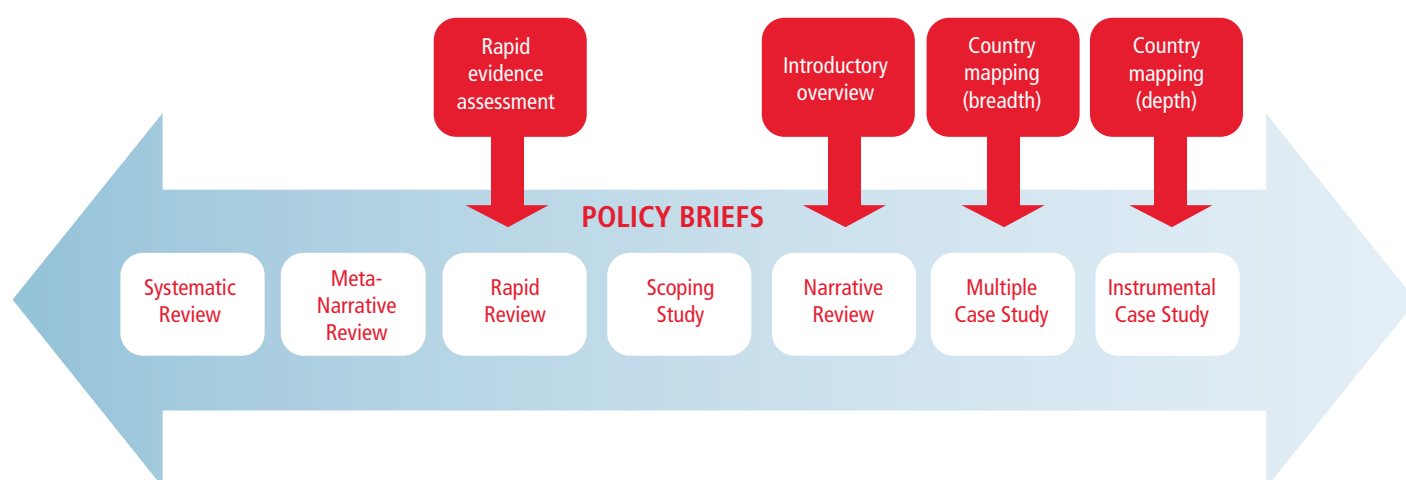 Rapid
evidence
assessment
Introductory
overview
Country
mapping
(breadth)
Country
mapping
(depth)
POLICY BRIEFS
Systematic
Review
Meta-
Narrative
Review
Rapid
Review
Scoping
Study
Narrative
Review
Multiple
Case Study
Instrumental
Case Study